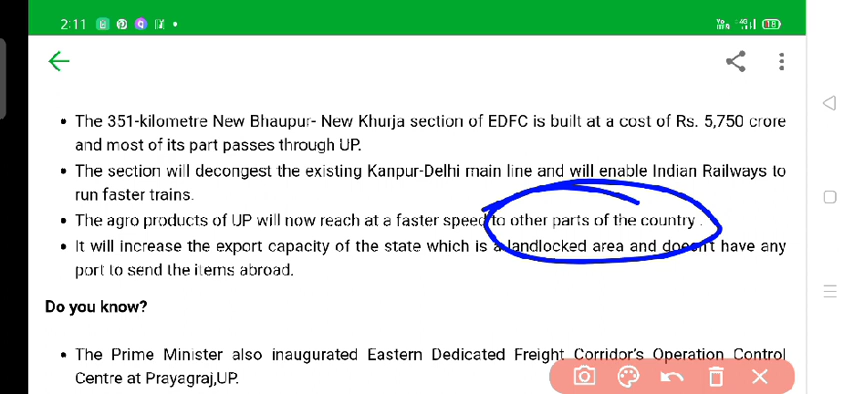 2:11
The 351-kilometre New Bhaupur- New Khurja section of EDFC is built at a cost of Rs. 5,750 crore
and most of its part passes through UP.
The section will decongest the existing Kanpur-Delhi main line and will enable Indian Railways to
run faster trains.
The agro products of UP will now reach at a faster speed to other parts of the country .
It will increase the export capacity of the state which is a landlocked area and doesn't have any
port to send the items abroad.
Do you know?
The Prime Minister also inaugurated Eastern Dedicated Freight Corridor's Operation Control
Centre at Prayagraj,UP.